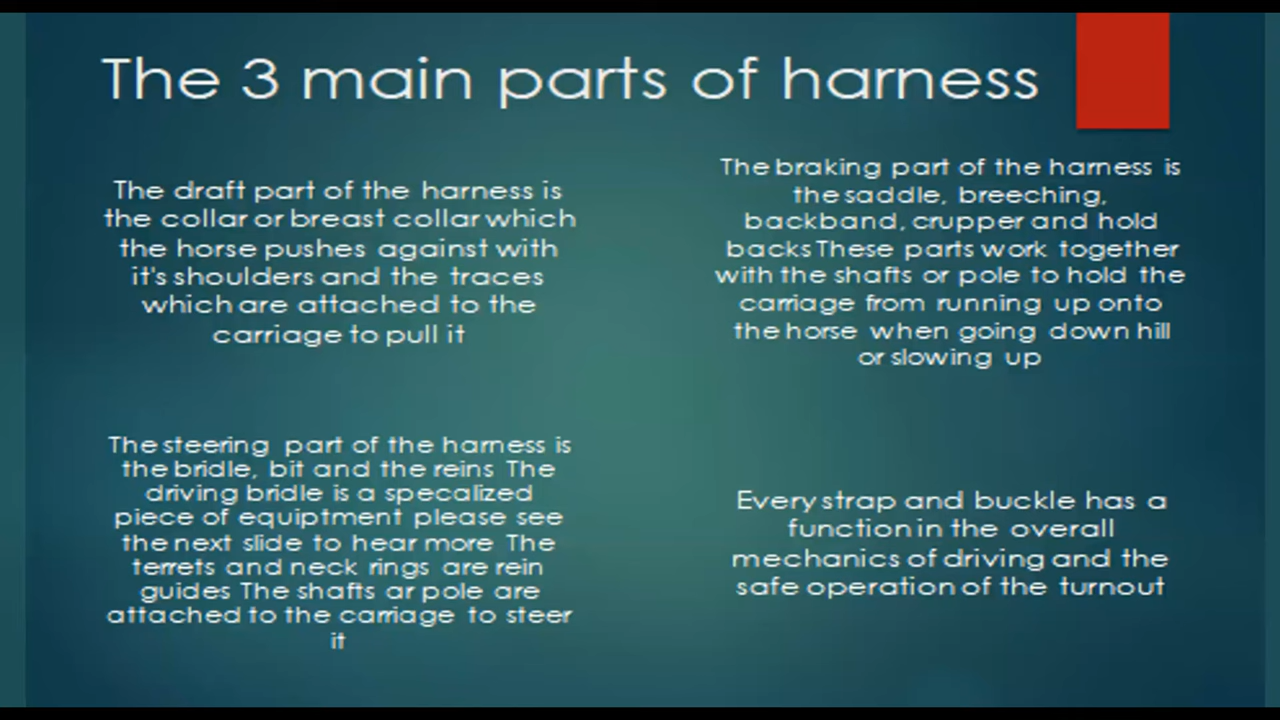 The 3 main parts of harness
The draft part of the harness is
the collar or breast collar which
the horse pushes against with
it's shoulders and the traces
which are attached to the
carriage to pull it
The braking part of the harness is
the saddle, breeching,
backband, crupper and hold
backs These parts work together
with the shafts or pole to hold the
carriage from running up onto
the horse when going down hill
or slowing up
The steering part of the harness is
the bridle, bit and the reins The
driving bridle is a specalized
piece of equiptment please see
the next slide to hear more The
terrets and neck rings are rein
guides The shafts ar pole are
attached to the carriage to steer
it
Every strap and buckle has a
function in the overall
mechanics of driving and the
safe operation of the turnout